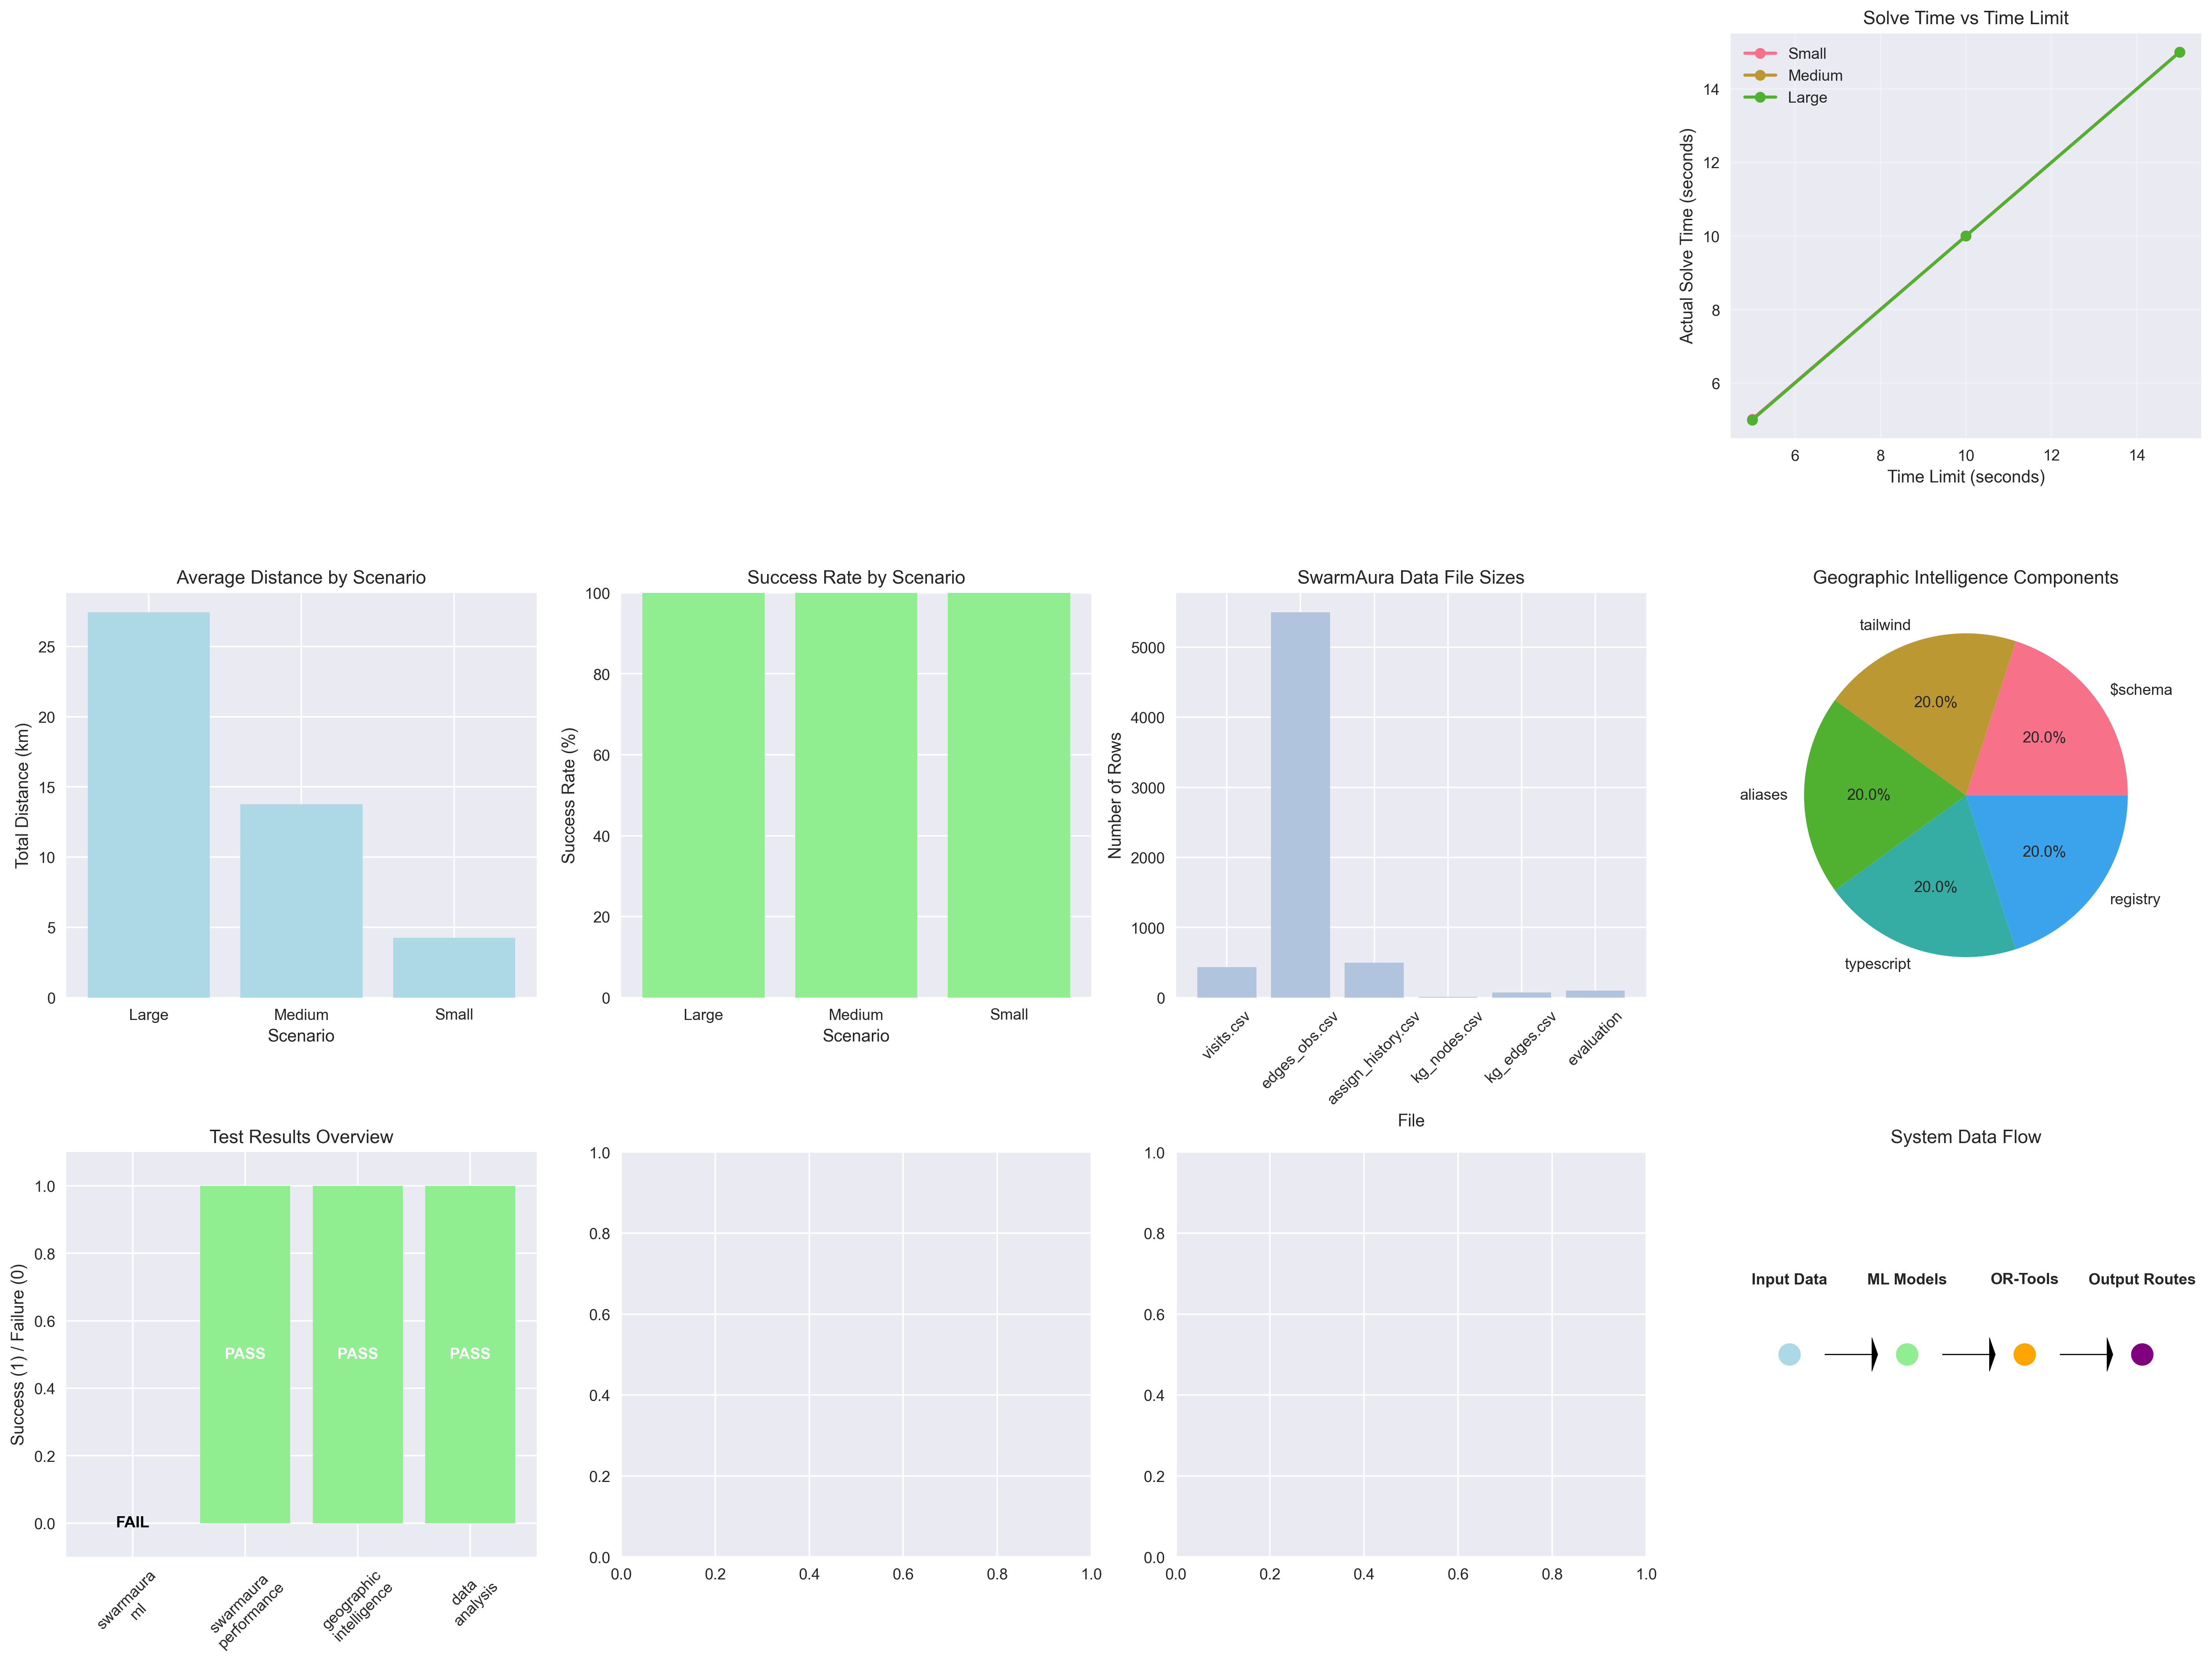 Solve Time vs Time Limit
Small
Medium
Large
14
12
10
8
6
Actual Solve Time (seconds)
6 8 10 12 14
Time Limit (seconds)
Average Distance by Scenario
25
20
15
10
5
0
Total Distance (km)
Large Medium Small
Scenario
Success Rate by Scenario
100
80
60
40
20
0
Success Rate (%)
Large Medium Small
Scenario
SwarmAura Data File Sizes
5000
4000
3000
2000
1000
0
Number of Rows
visits.csv
edges_obs.csv
assign_history.csv
kg_nodes.csv
kg_edges.csv
evaluation
File
Geographic Intelligence Components
tailwind
$schema
20.0%
20.0%
aliases
20.0%
20.0%
20.0%
registry
typescript
Test Results Overview
1.0
0.8
0.6
0.4
0.2
0.0
Success (1) / Failure (0)
FAIL
PASS
PASS
PASS
swarmaura
ml
swarmaura
performance
geographic
intelligence
data
analysis
1.0
0.8
0.6
0.4
0.2
0.0
0.0 0.2 0.4 0.6 0.8 1.0
1.0
0.8
0.6
0.4
0.2
0.0
0.0 0.2 0.4 0.6 0.8 1.0
System Data Flow
Input Data
ML Models
OR-Tools
Output Routes